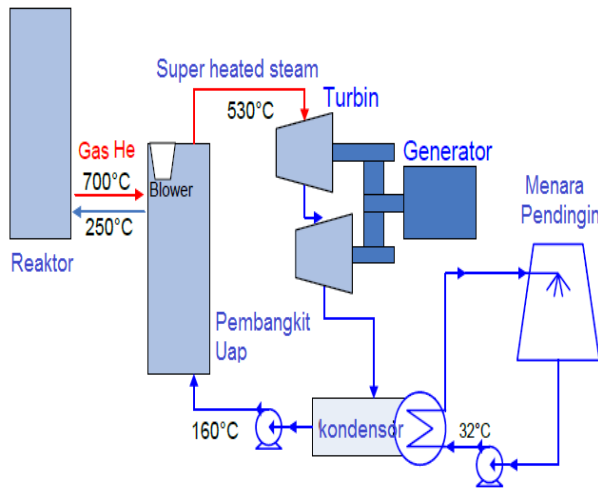 Super heated steam
530°C
Turbin
Gas He
700°C
250°C
Blower
Generator
Menara
Pendingin
Reaktor
Pembangkit
Uap
160°C
kondensor
32°C